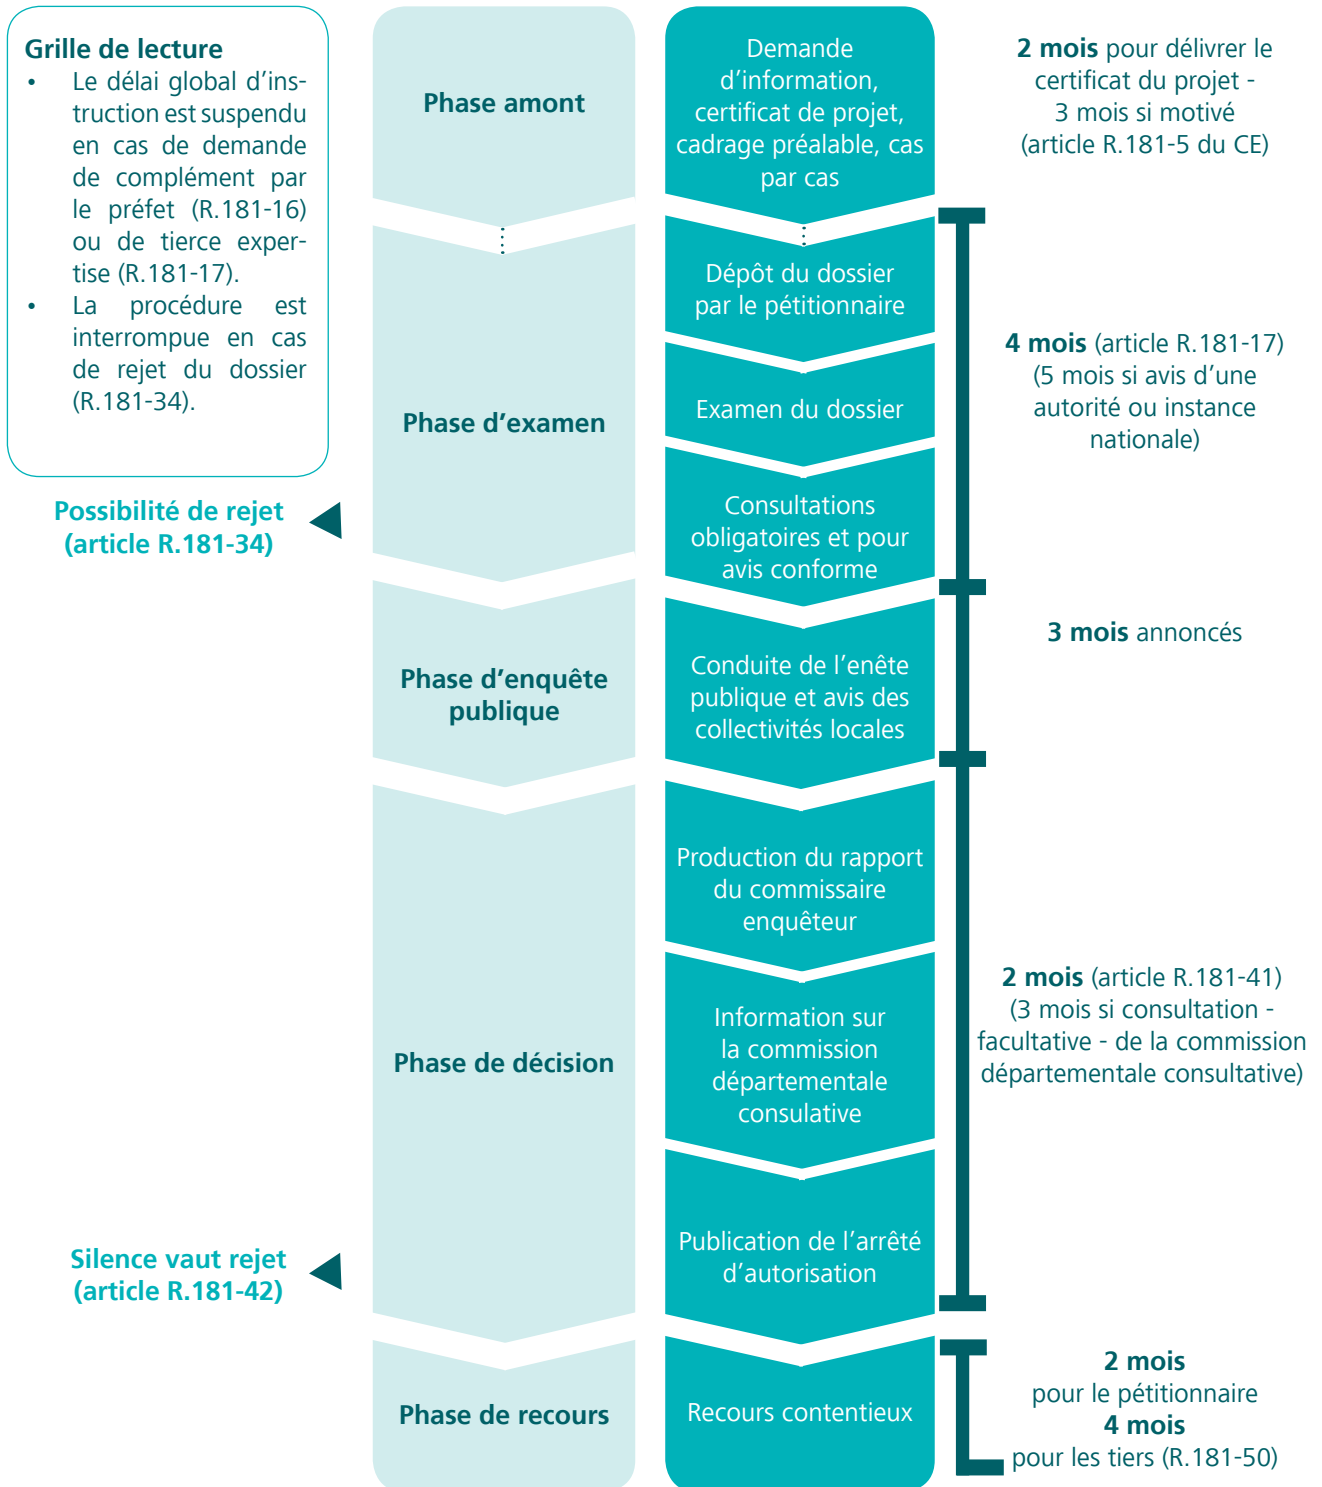 Grille de lecture
• Le délai global d'ins-
truction est suspendu
en cas de demande
de complément par
le préfet (R.181-16)
ou de tierce exper-
tise (R.181-17).
• La procédure est
interrompue en cas
de rejet du dossier
(R.181-34).
Phase amont
Demande
d'information,
certificat de projet,
cadrage préalable, cas
par cas
2 mois pour délivrer le
certificat du projet -
3 mois si motivé
(article R.181-5 du CE)
Phase d'examen
Dépôt du dossier
par le pétitionnaire
Examen du dossier
Consultations
obligatoires et pour
avis conforme
4 mois (article R.181-17)
(5 mois si avis d'une
autorité ou instance
nationale)
Possibilité de rejet
(article R.181-34)
Phase d'enquête
publique
Conduite de l'enête
publique et avis des
collectivités locales
3 mois annoncés
Phase de décision
Production du rapport
du commissaire
enquêteur
Information sur
la commission
départementale
consulative
Publication de l'arrêté
d'autorisation
2 mois (article R.181-41)
(3 mois si consultation -
facultative - de la commission
départementale consultative)
Silence vaut rejet
(article R.181-42)
Phase de recours
Recours contentieux
2 mois
pour le pétitionnaire
4 mois
pour les tiers (R.181-50)